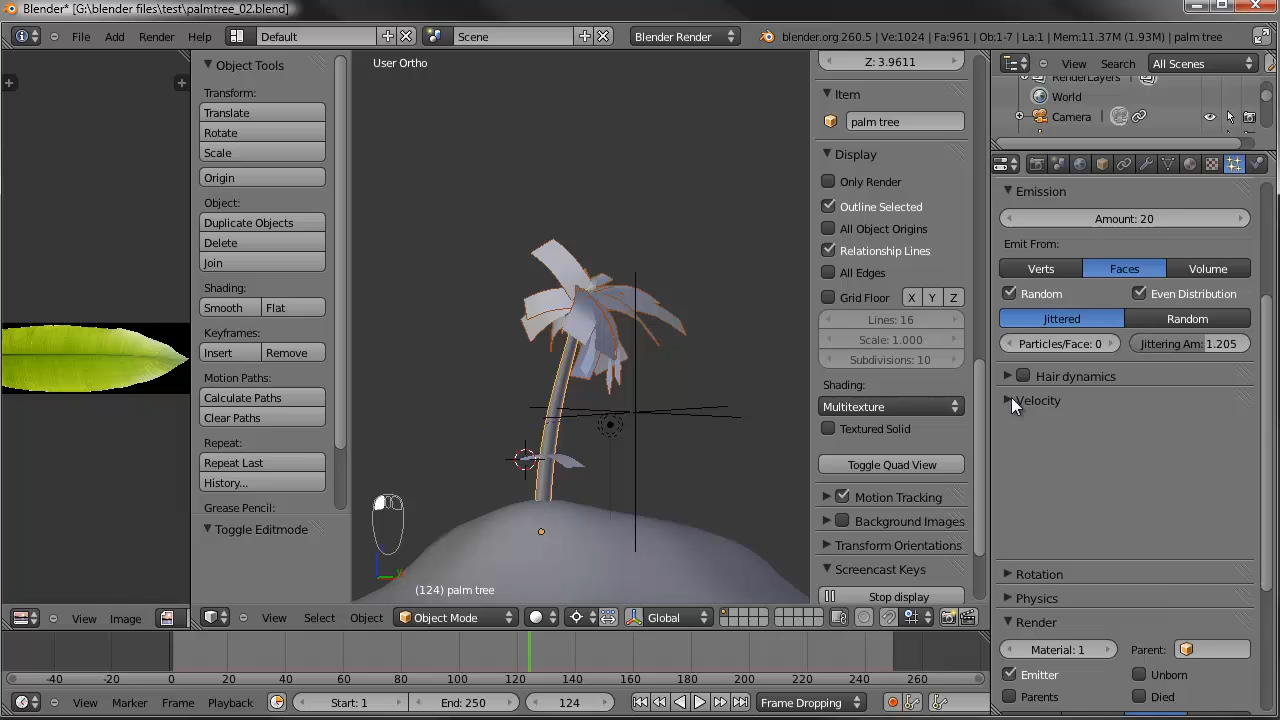 Blender* [G:\blender files\test\palmtree_02.blend]
File Add Render Help Default Scene Blender Render blender.org 260.5 | Ve:1024 | Fa:961 | Ob:1-7 | La:1 | Mem:11.37M (1.93M) | palm tree
Object Tools
Transform:
Translate
Rotate
Scale
Origin
Object:
Duplicate Objects
Delete
Join
Shading:
Smooth Flat
Keyframes:
Insert Remove
Motion Paths:
Calculate Paths
Clear Paths
Repeat:
Repeat Last
History...
Grease Pencil:
Toggle Editmode
User Ortho
(124) palm tree
Z: 3.9611
Item
palm tree
Display
Only Render
Outline Selected
All Object Origins
Relationship Lines
All Edges
Grid Floor X Y Z
Lines: 16
Scale: 1.000
Subdivisions: 10
Shading:
Multitexture
Textured Solid
Toggle Quad View
Motion Tracking
Background Images
Transform Orientations
Screencast Keys
Stop display
View Search All Scenes
RenderLayers
World
Camera
Emission
Amount: 20
Emit From:
Verts Faces Volume
Random Even Distribution
Jittered Random
Particles/Face: 0 Jittering Am: 1.205
Hair dynamics
Velocity
Rotation
Physics
Render
Material: 1 Parent:
Emitter Unborn
Parents Died
View Image
View Select Object Object Mode Global
-40 -20 0 20 40 60 80 100 120 140 160 180 200 220 240 260
View Marker Frame Playback Start: 1 End: 250 124 Frame Dropping